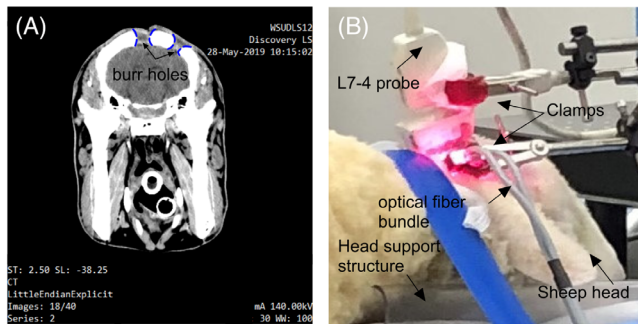 (A)
WSUDLS12
Discovery LS
28-May-2019 10:15:02
burr holes
ST: 2.50 SL: -38.25
CT
LittleEndianExplicit
Images: 18/40
Series: 2
mA 140.00kV
30 WW: 100
(B)
L7-4 probe
Clamps
optical fiber
bundle
Head support
structure
Sheep head